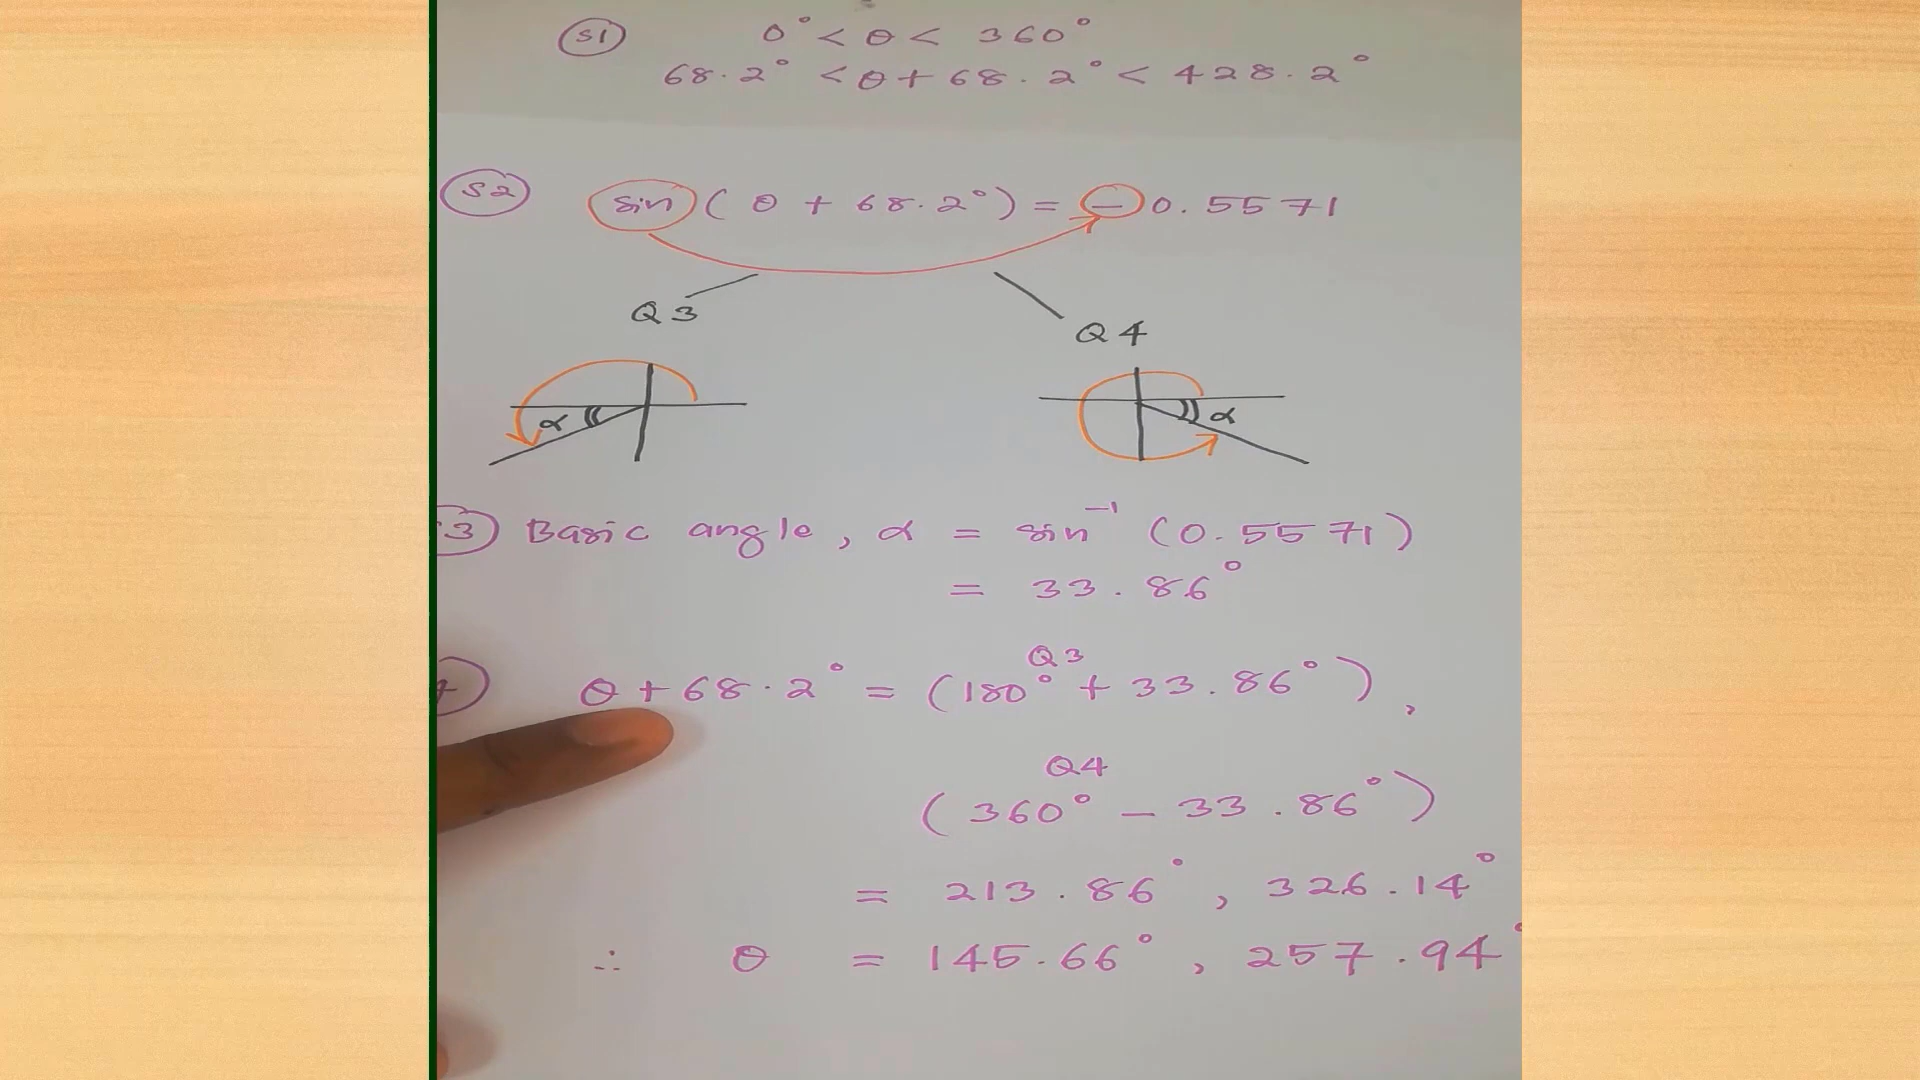 S1 0° < θ < 360°
68.2° < θ + 68.2° < 428.2°
S2 sin (θ + 68.2°) = - 0.5571
Q3 Q4
α α
3 Basic angle, α = sin⁻¹ (0.5571)
= 33.86°
Q3
θ + 68.2° = (180° + 33.86°),
Q4
(360° - 33.86°)
= 213.86°, 326.14°
∴ θ = 145.66°, 257.94°